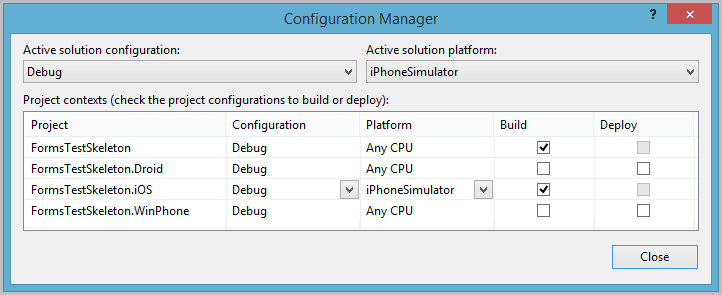 Configuration Manager
?
Active solution configuration: Active solution platform:
Debug iPhoneSimulator
Project contexts (check the project configurations to build or deploy):
Project Configuration Platform Build Deploy
FormsTestSkeleton Debug Any CPU
FormsTestSkeleton.Droid Debug Any CPU
FormsTestSkeleton.iOS Debug iPhoneSimulator
FormsTestSkeleton.WinPhone Debug Any CPU
Close